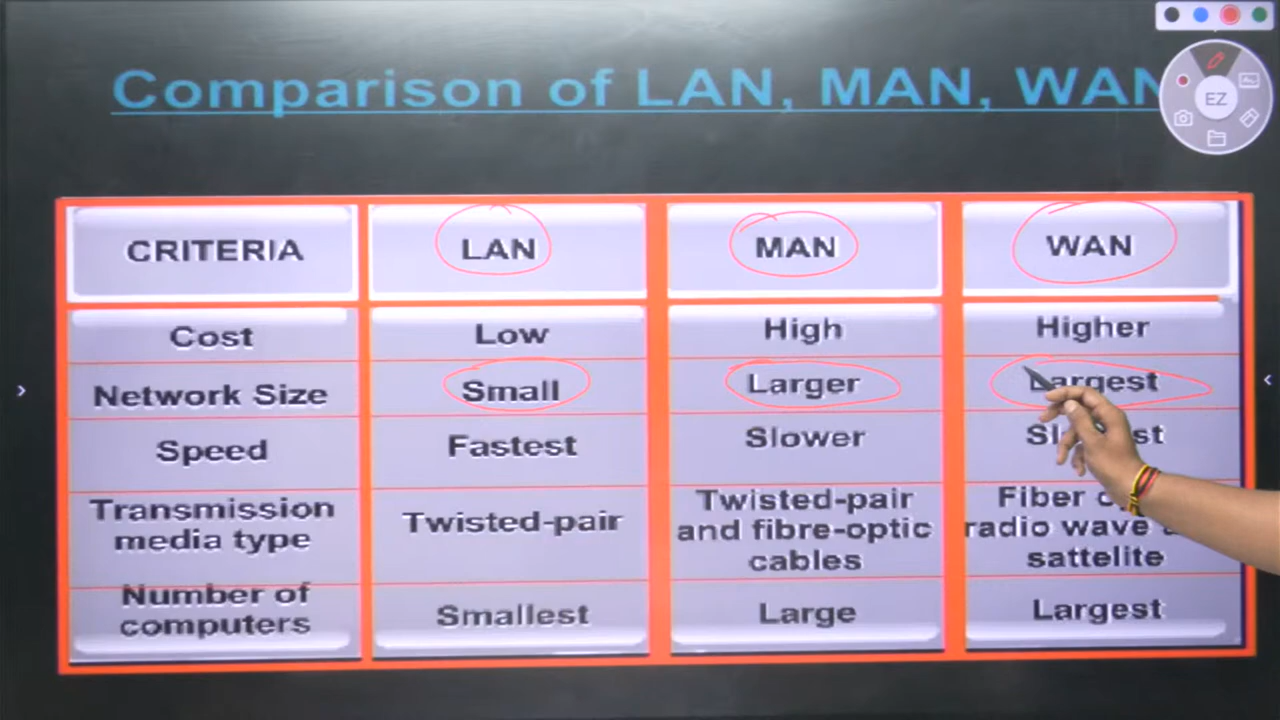 Comparison of LAN, MAN, WAN
EZ
CRITERIA LAN MAN WAN
Cost Low High Higher
Network Size Small Larger Largest
Speed Fastest Slower
Transmission
media type
Twisted-pair
Twisted-pair
and fibre-optic
cables
Fiber
radio wave
sattelite
Number of
computers
Smallest Large Largest